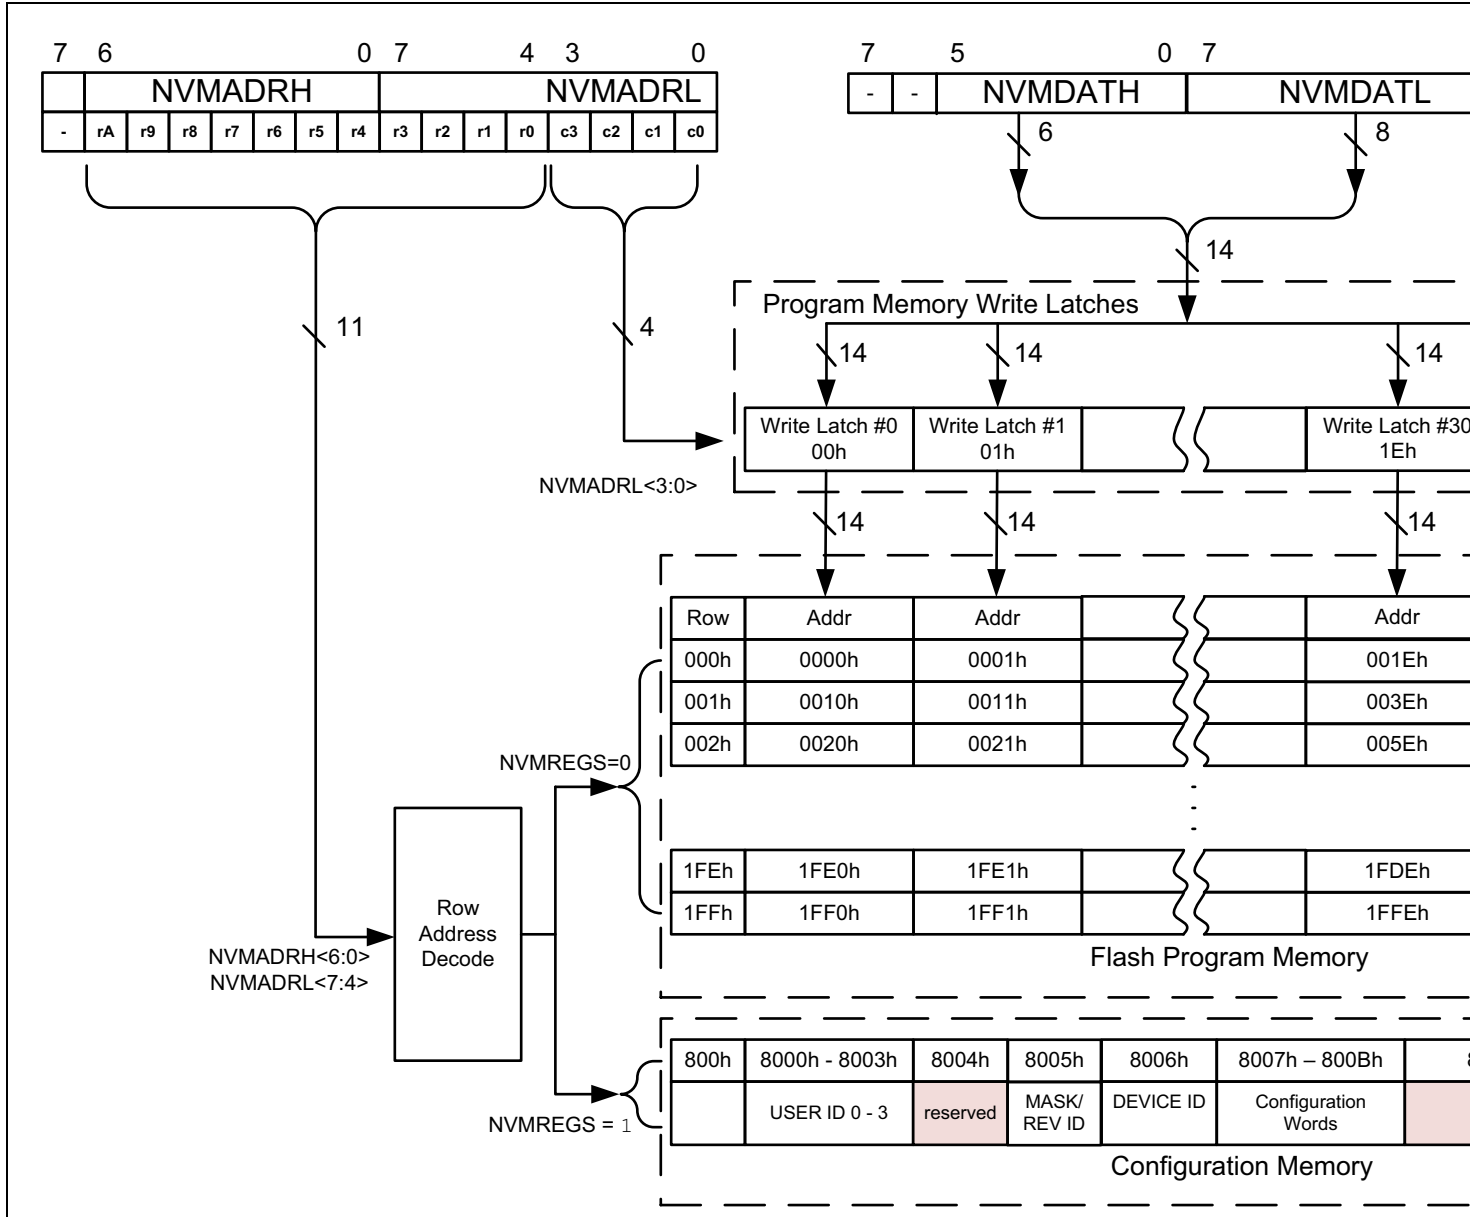 7 6 0 7 4 3 0
NVMADRH NVMADRL
- rA r9 r8 r7 r6 r5 r4 r3 r2 r1 r0 c3 c2 c1 c0
7 5 0 7
- - NVMDATH NVMDATL
6 8
14
11
4
Program Memory Write Latches
14 14 14
Write Latch #0
00h
Write Latch #1
01h
Write Latch #30
1Eh
NVMADRL<3:0>
14 14 14
Row Addr Addr Addr
000h 0000h 0001h 001Eh
001h 0010h 0011h 003Eh
002h 0020h 0021h 005Eh
NVMREGS=0
1FEh 1FE0h 1FE1h 1FDEh
1FFh 1FF0h 1FF1h 1FFEh
Flash Program Memory
Row
Address
Decode
NVMADRH<6:0>
NVMADRL<7:4>
800h 8000h - 8003h 8004h 8005h 8006h 8007h – 800Bh
USER ID 0 - 3
reserved
MASK/
REV ID
DEVICE ID
Configuration
Words
NVMREGS = 1
Configuration Memory